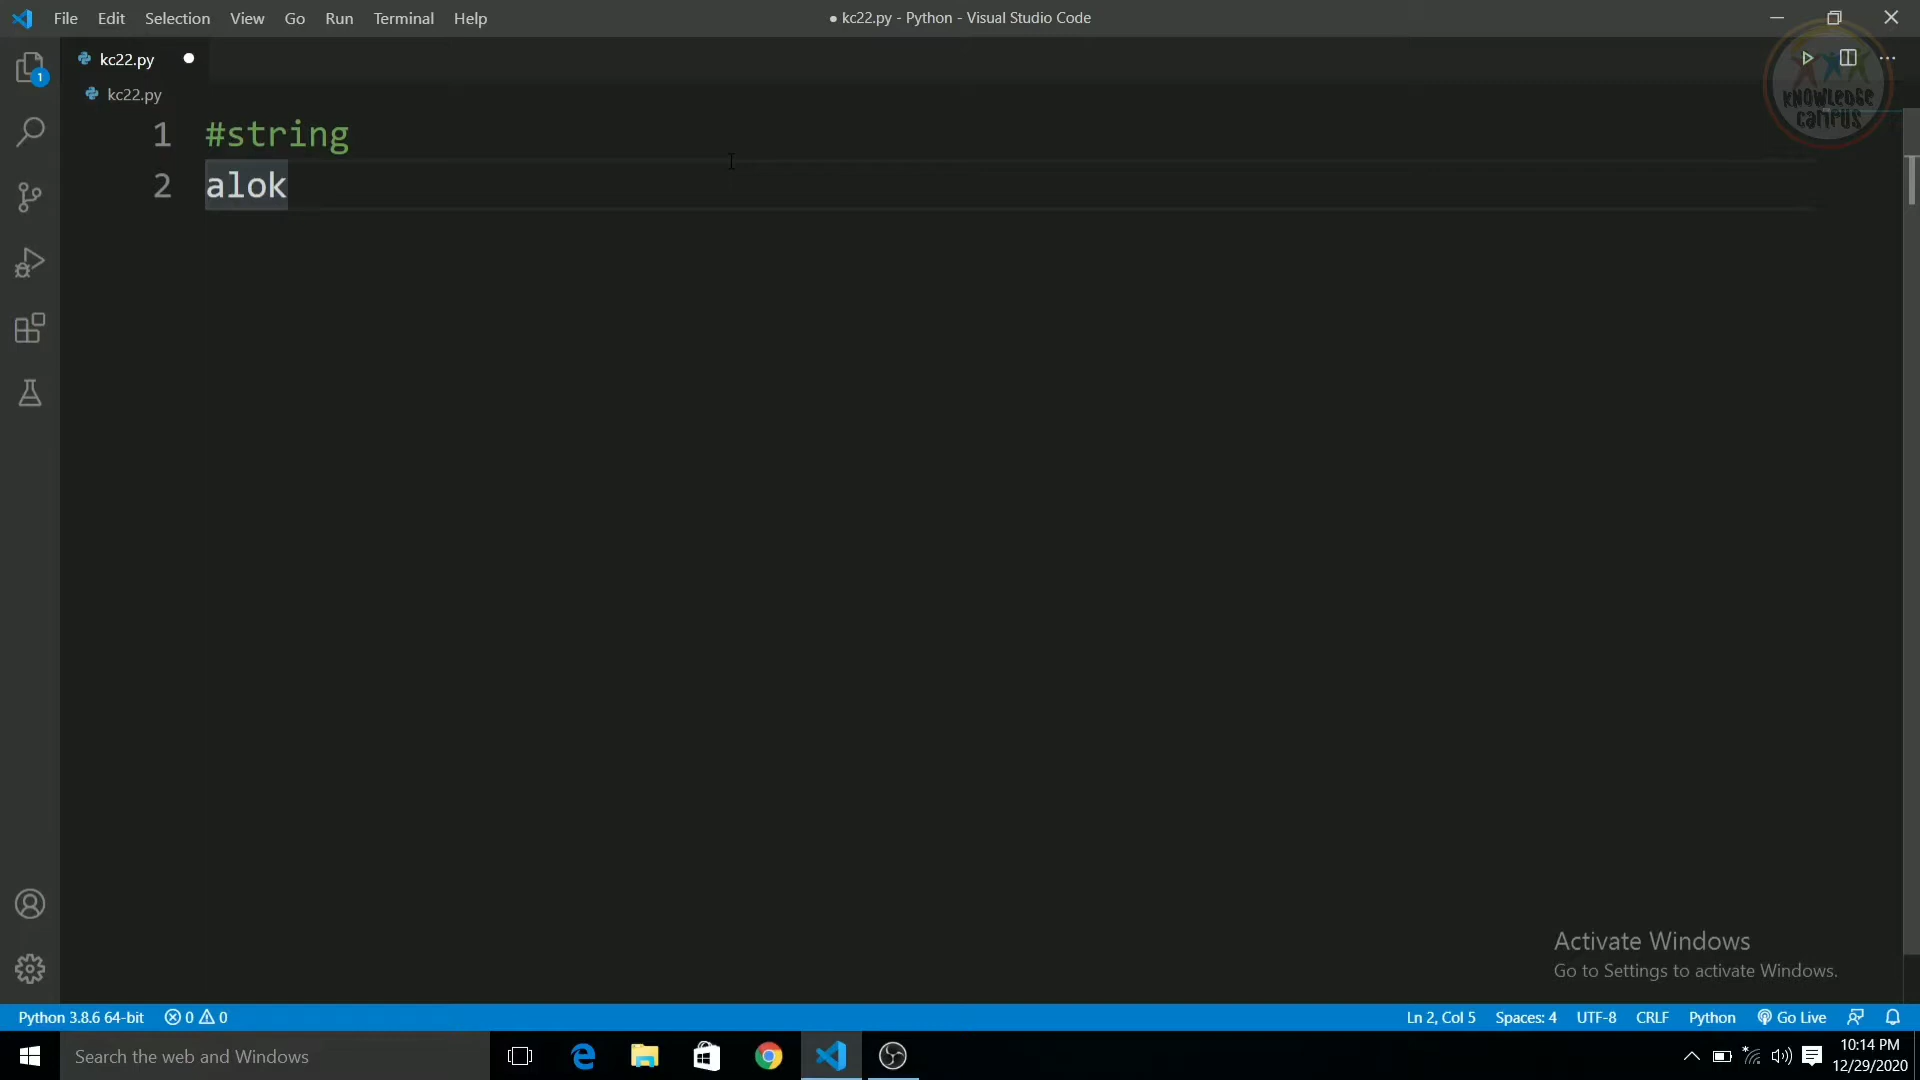 File Edit Selection View Go Run Terminal Help
● kc22.py - Python - Visual Studio Code
kc22.py
KNOWLEDGE
CAMPUS
kc22.py
1
1 #string
2 alok
Activate Windows
Go to Settings to activate Windows.
Python 3.8.6 64-bit 0 0 Ln 2, Col 5 Spaces: 4 UTF-8 CRLF Python Go Live
Search the web and Windows
10:14 PM
12/29/2020